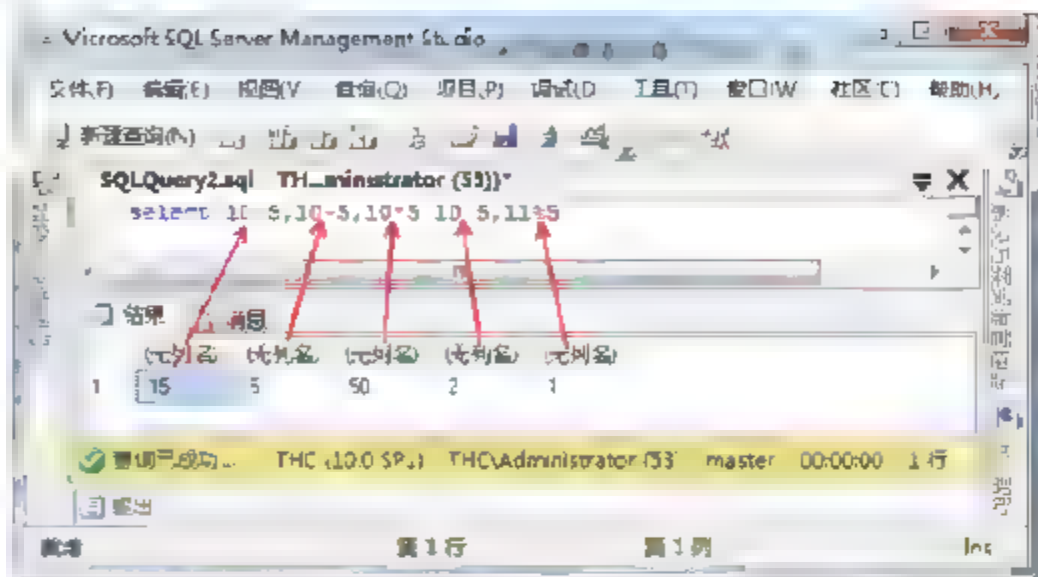 Microsoft SQL Server Management Studio
文件(F) 编辑(E) 视图(V 查询(Q) 项目(P) 调试(D 工具(T) 窗口(W 社区(C) 帮助(H)
新建查询(N)
SQLQuery2.sql TH...ministrator (53))*
select 10 5,10-5,10*5 10 5,11%5
结果 消息
(无列名) (无列名) (无列名) (无列名) (无列名)
1 15 5 50 2 1
查询已成功... THC (10.0 SP1) THC\Administrator (53) master 00:00:00 1 行
输出
就绪 第 1 行 第 1 列 Ins